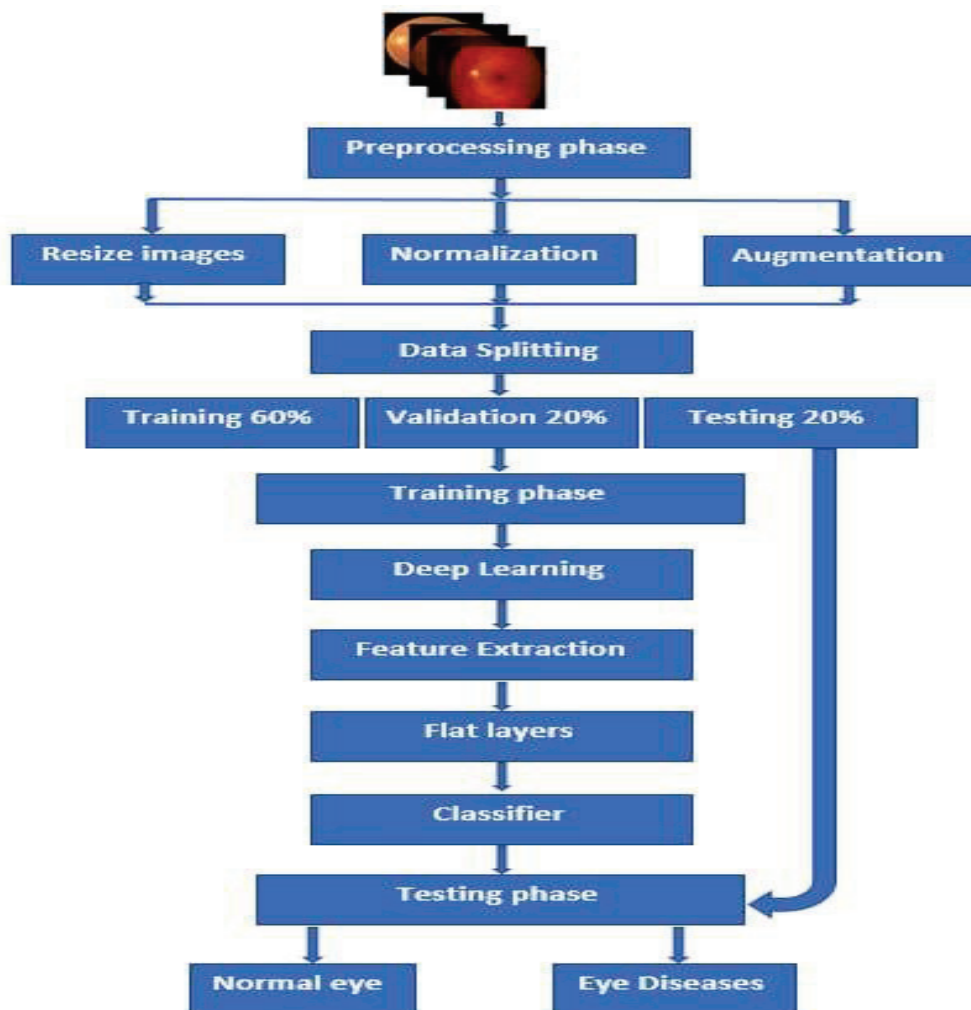 Preprocessing phase
Resize images
Normalization
Augmentation
Data Splitting
Training 60%
Validation 20%
Testing 20%
Training phase
Deep Learning
Feature Extraction
Flat layers
Classifier
Testing phase
Normal eye
Eye Diseases